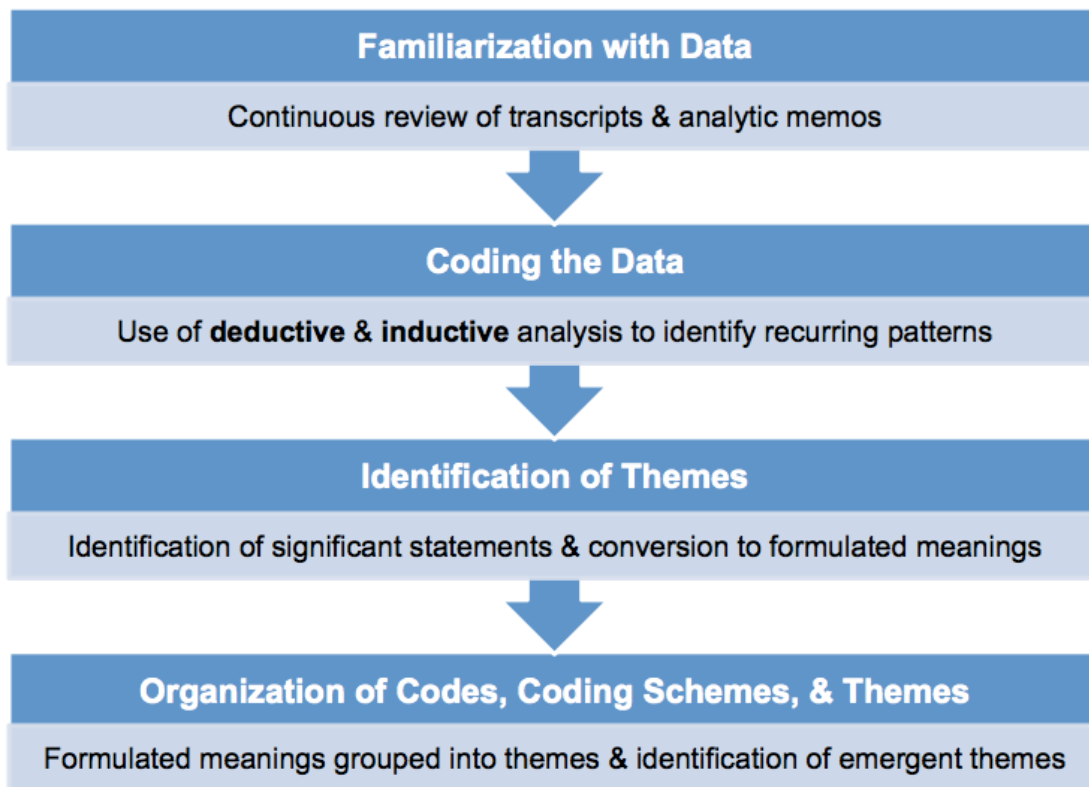 Familiarization with Data
Continuous review of transcripts & analytic memos
Coding the Data
Use of deductive & inductive analysis to identify recurring patterns
Identification of Themes
Identification of significant statements & conversion to formulated meanings
Organization of Codes, Coding Schemes, & Themes
Formulated meanings grouped into themes & identification of emergent themes